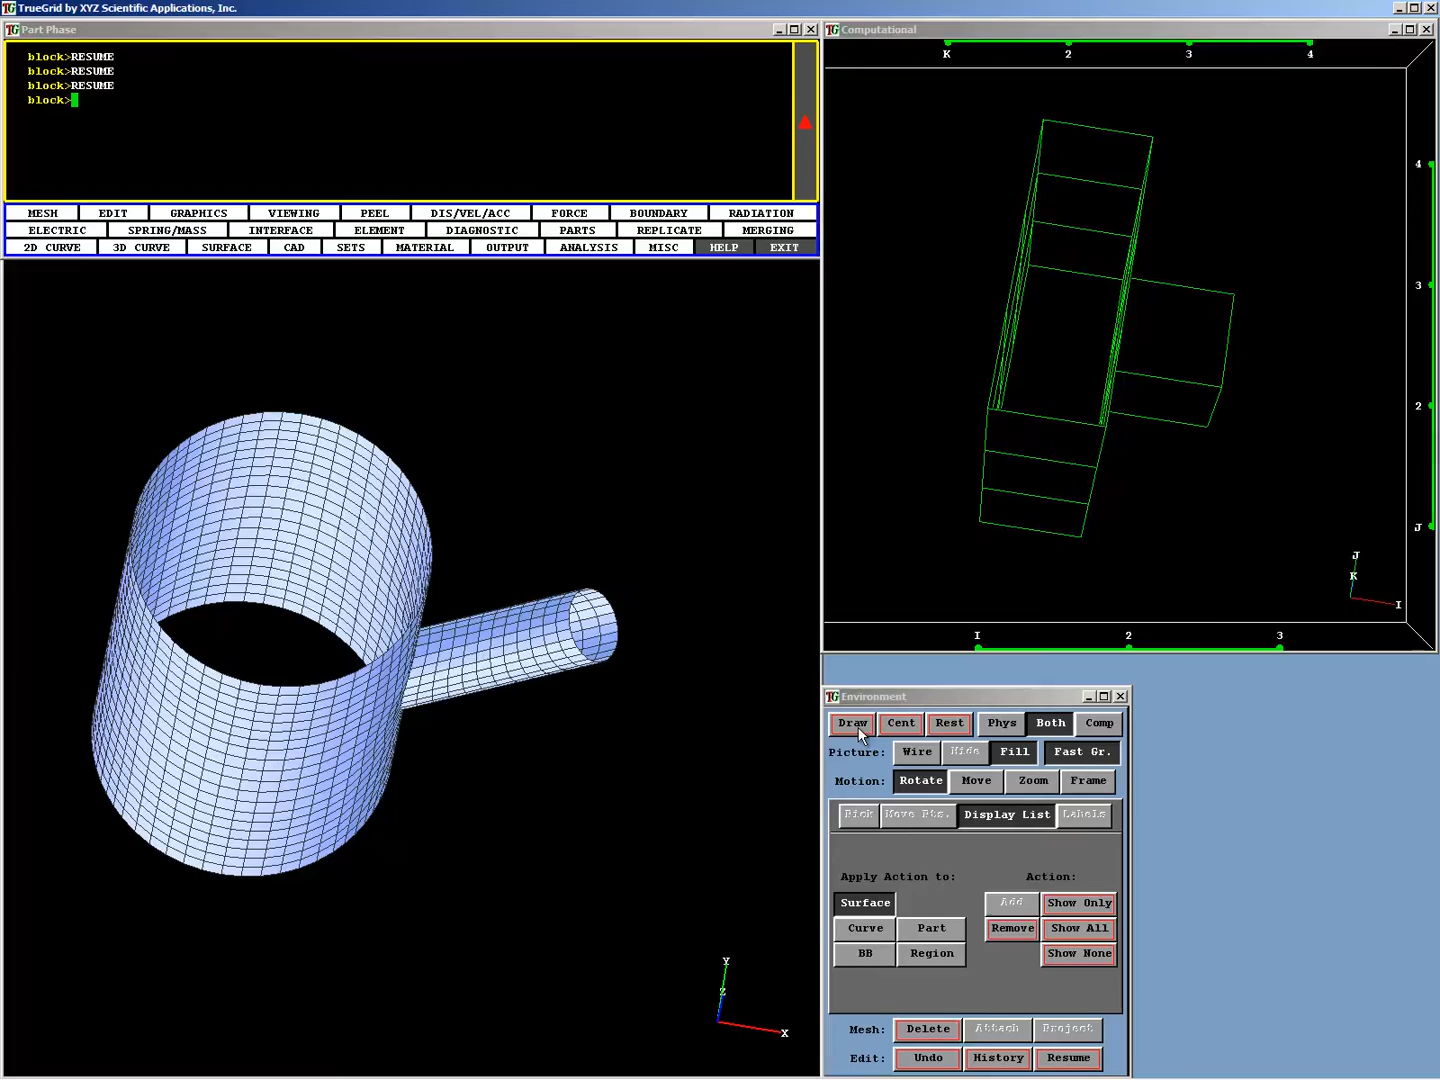 TG TrueGrid by XYZ Scientific Applications, Inc.
TG Part Phase
block>RESUME
block>RESUME
block>RESUME
block>
MESH EDIT GRAPHICS VIEWING PEEL DIS/VEL/ACC FORCE BOUNDARY RADIATION
ELECTRIC SPRING/MASS INTERFACE ELEMENT DIAGNOSTIC PARTS REPLICATE MERGING
2D CURVE 3D CURVE SURFACE CAD SETS MATERIAL OUTPUT ANALYSIS MISC HELP EXIT
Y
Z
X
TG Computational
K 2 3 4
4
3
2
J
J
K
I
I 2 3
TG Environment
Draw Cent Rest Phys Both Comp
Picture: Wire Hide Fill Fast Gr.
Motion: Rotate Move Zoom Frame
Pick Move Pts. Display List Labels
Apply Action to: Action:
Surface Add Show Only
Curve Part Remove Show All
BB Region Show None
Mesh: Delete Attach Project
Edit: Undo History Resume